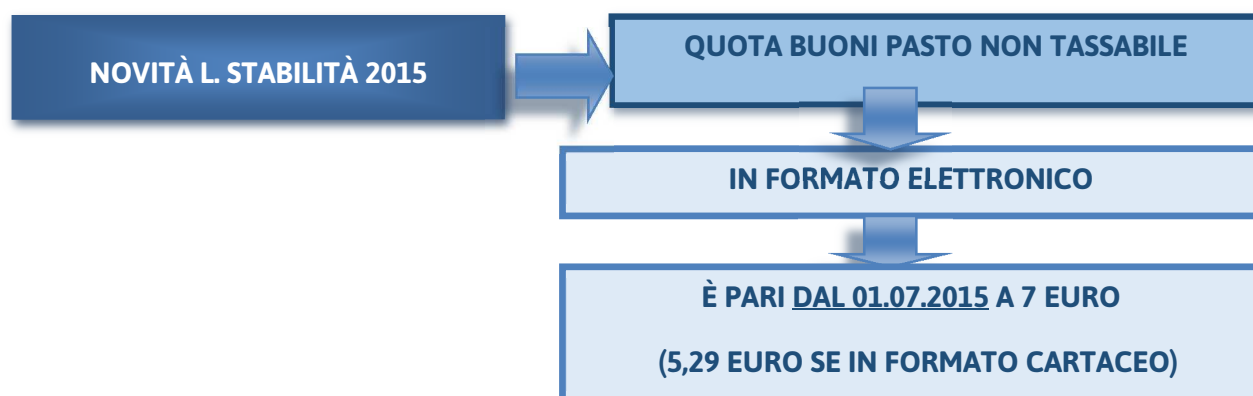 NOVITÀ L. STABILITÀ 2015
QUOTA BUONI PASTO NON TASSABILE
IN FORMATO ELETTRONICO
È PARI DAL 01.07.2015 A 7 EURO
(5,29 EURO SE IN FORMATO CARTACEO)